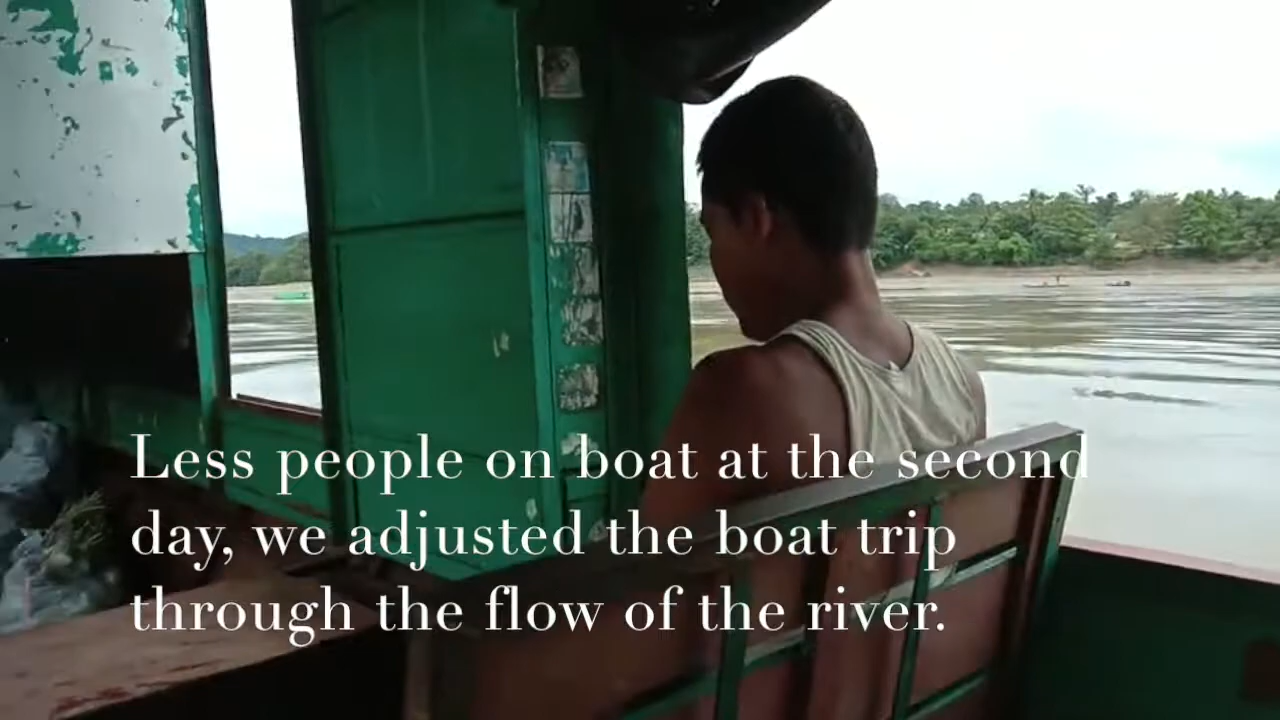 Less people on boat at the second
day, we adjusted the boat trip
through the flow of the river.